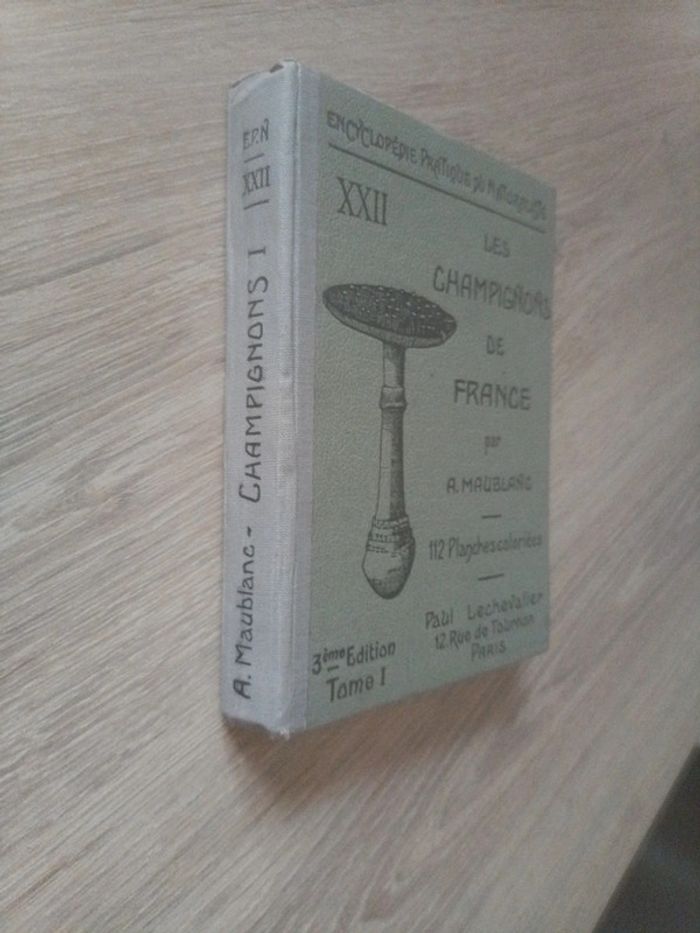 E.P.N
XXII
A. Maublanc - CHAMPIGNONS I
ENCYCLOPÉDIE PRATIQUE DU NATURALISTE
XXII
LES
CHAMPIGNONS
DE
FRANCE
par
A. MAUBLANC
112 Planches coloriées
Paul Lechevalier
12. Rue de Tournon
PARIS
3ème Edition
Tome I